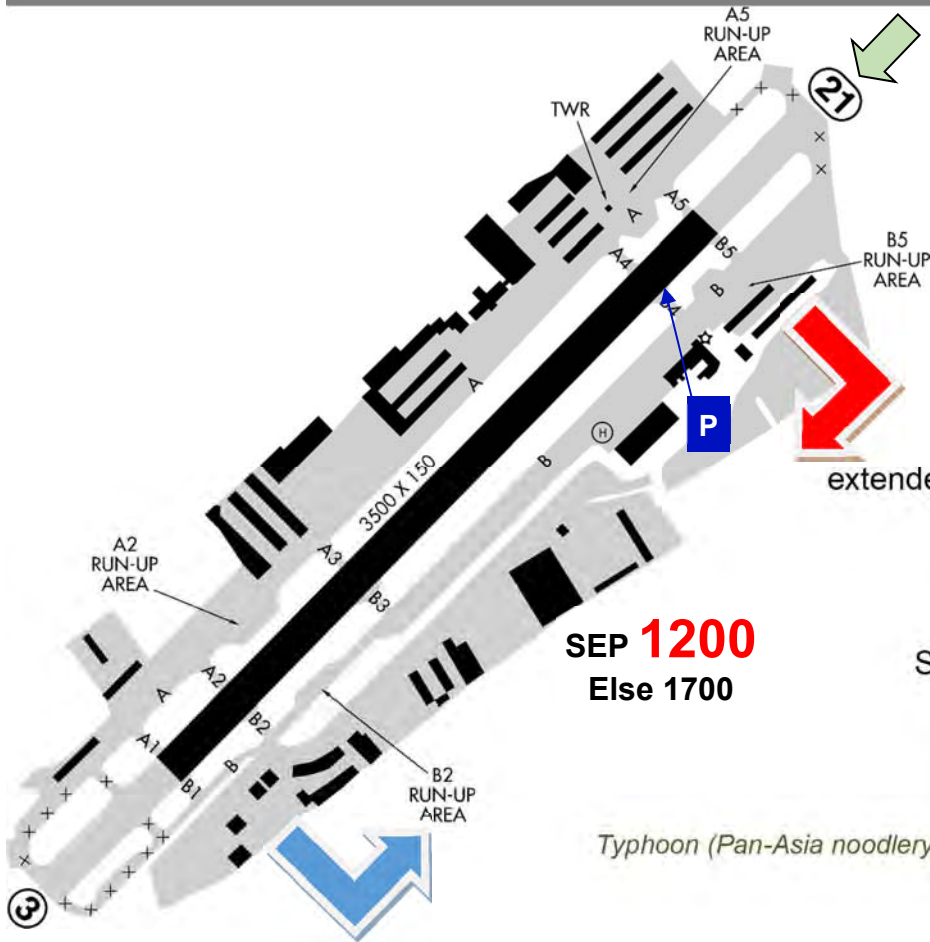 A5
RUN-UP
AREA
21
TWR
A
A5
A4
B5
B
B5
RUN-UP
AREA
P
A
H
B
3500 X 150
extende
A2
RUN-UP
AREA
A3
B3
SEP 1200
Else 1700
S
A
A2
B2
A1
B
B1
B2
RUN-UP
AREA
Typhoon (Pan-Asia noodlery
3